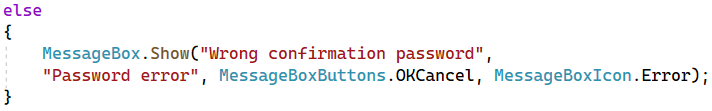 else
{
MessageBox.Show("Wrong confirmation password",
"Password error", MessageBoxButtons.OKCancel, MessageBoxIcon.Error);
}